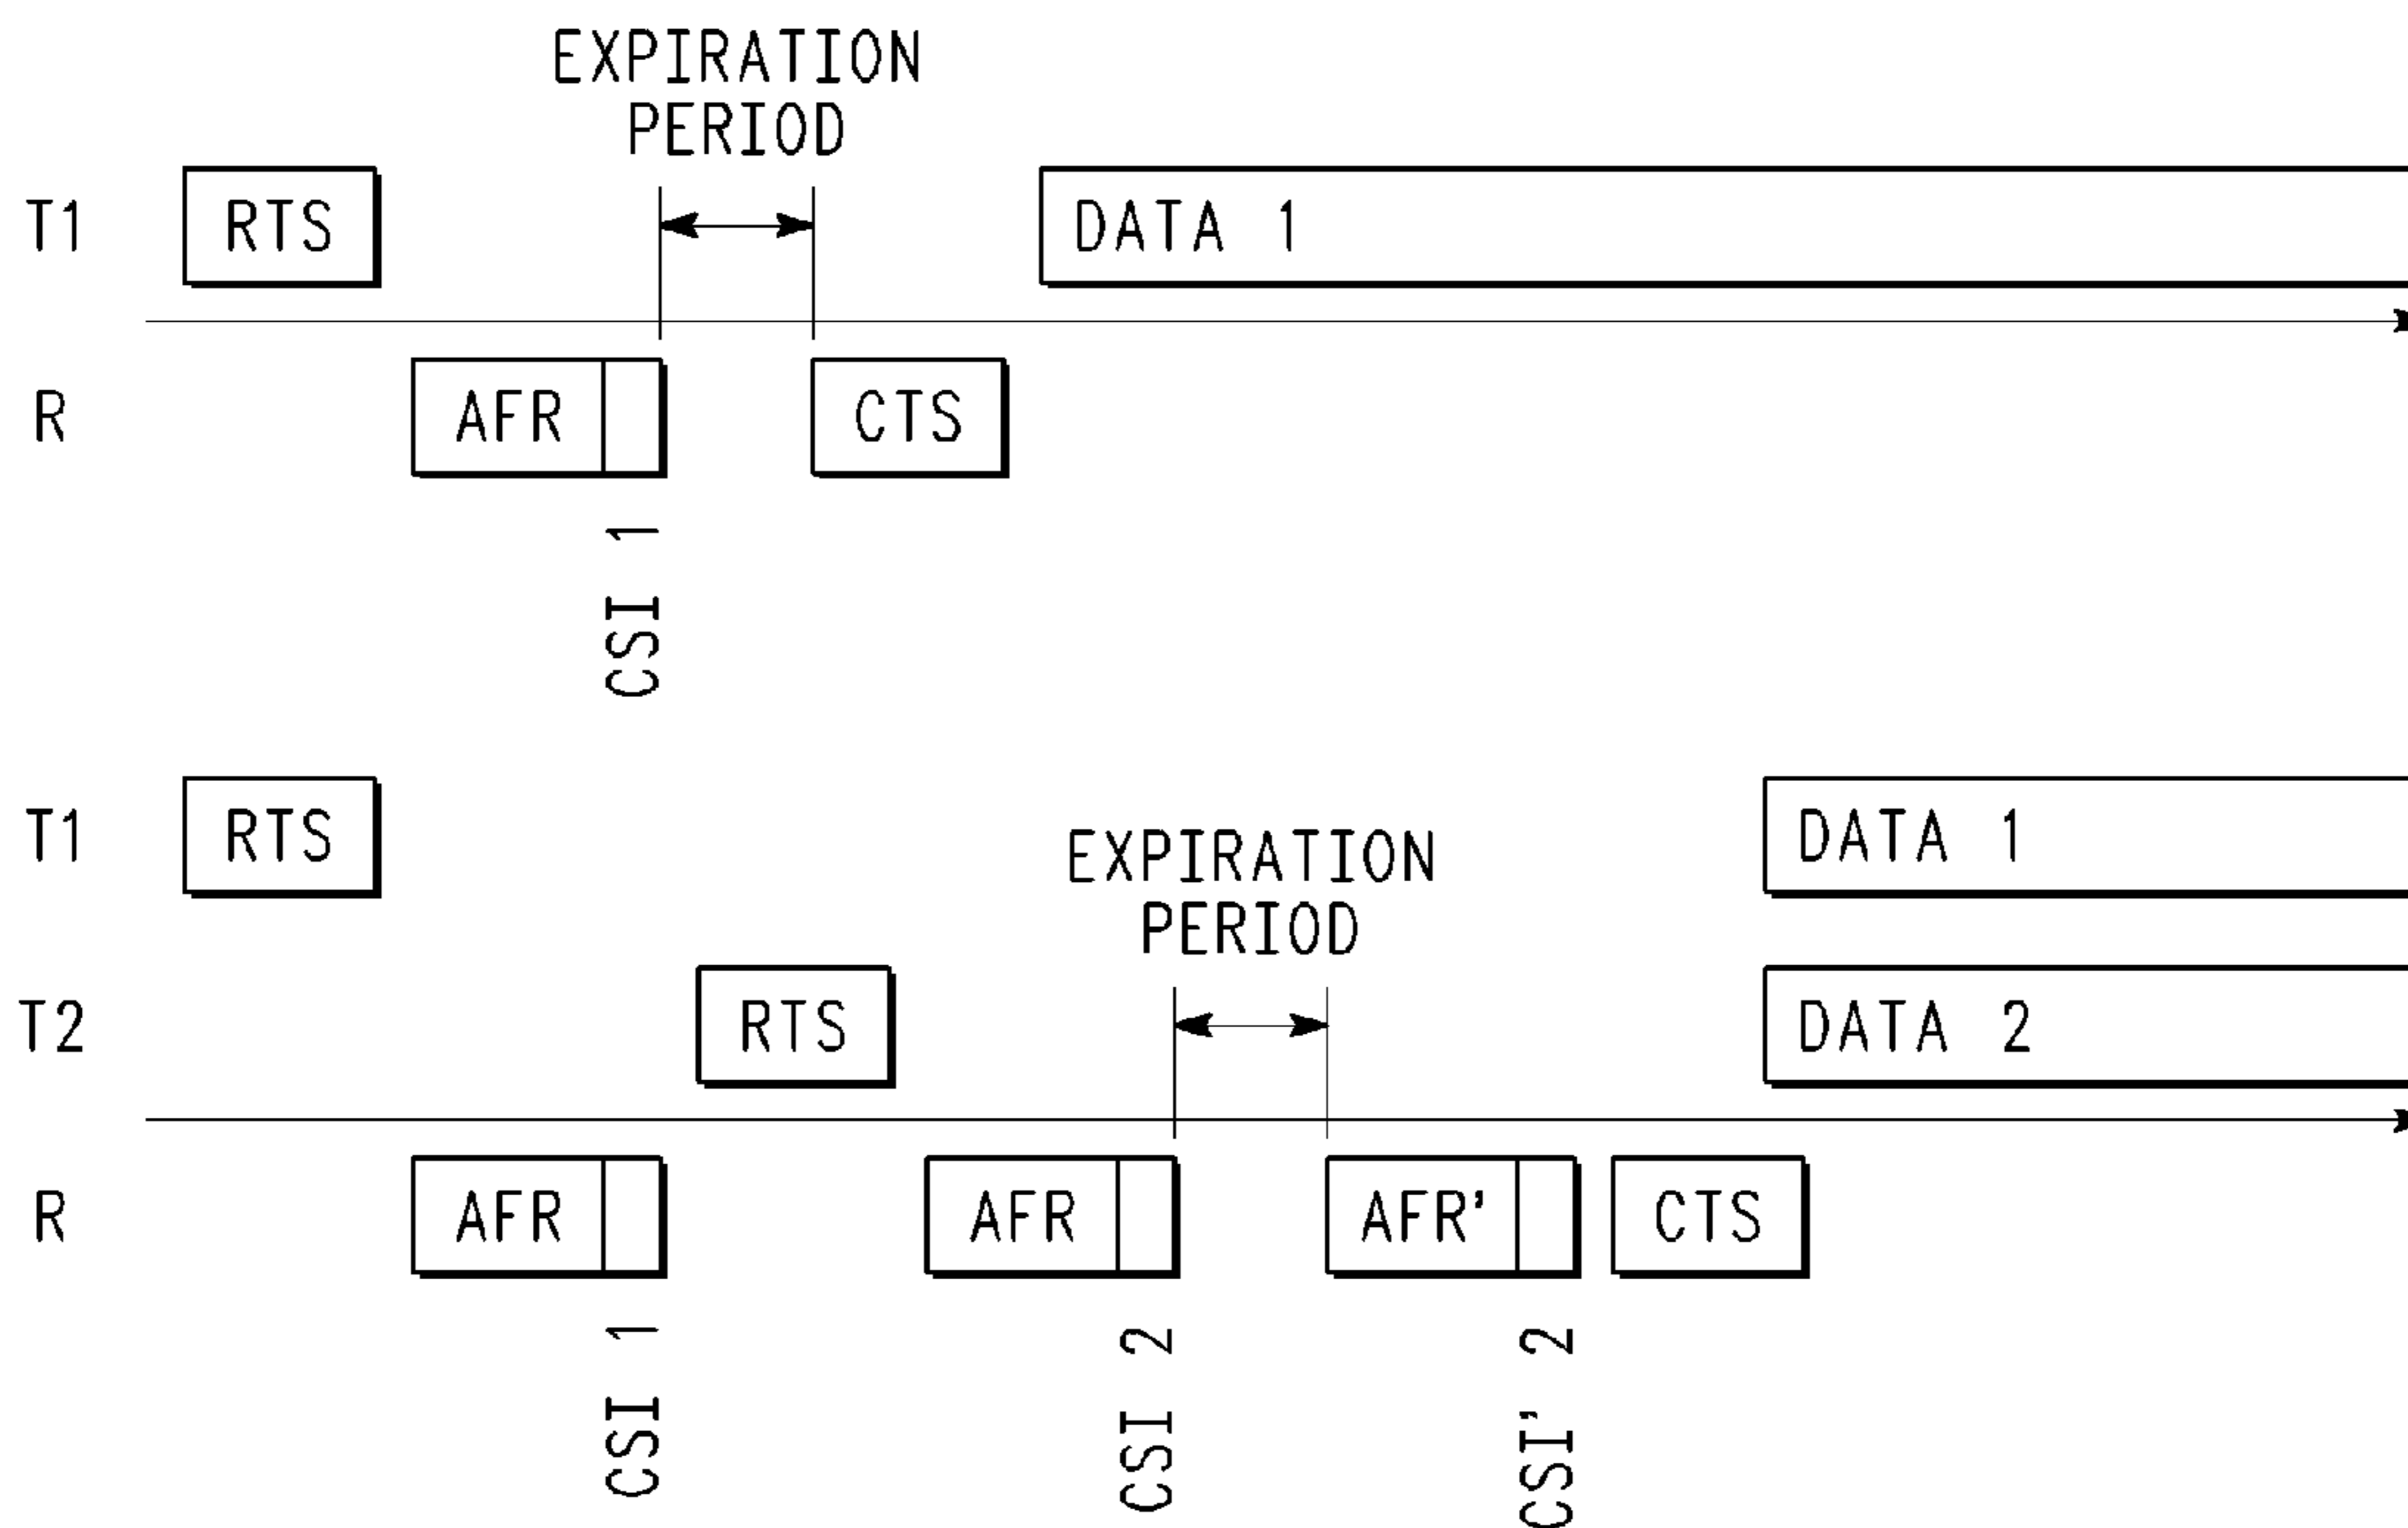 EXPIRATION
PERIOD
T1 RTS DATA 1
R AFR CTS
CSI 1
T1 RTS DATA 1
EXPIRATION
PERIOD
T2 RTS DATA 2
R AFR AFR AFR' CTS
CSI 1 CSI 2 CSI' 2